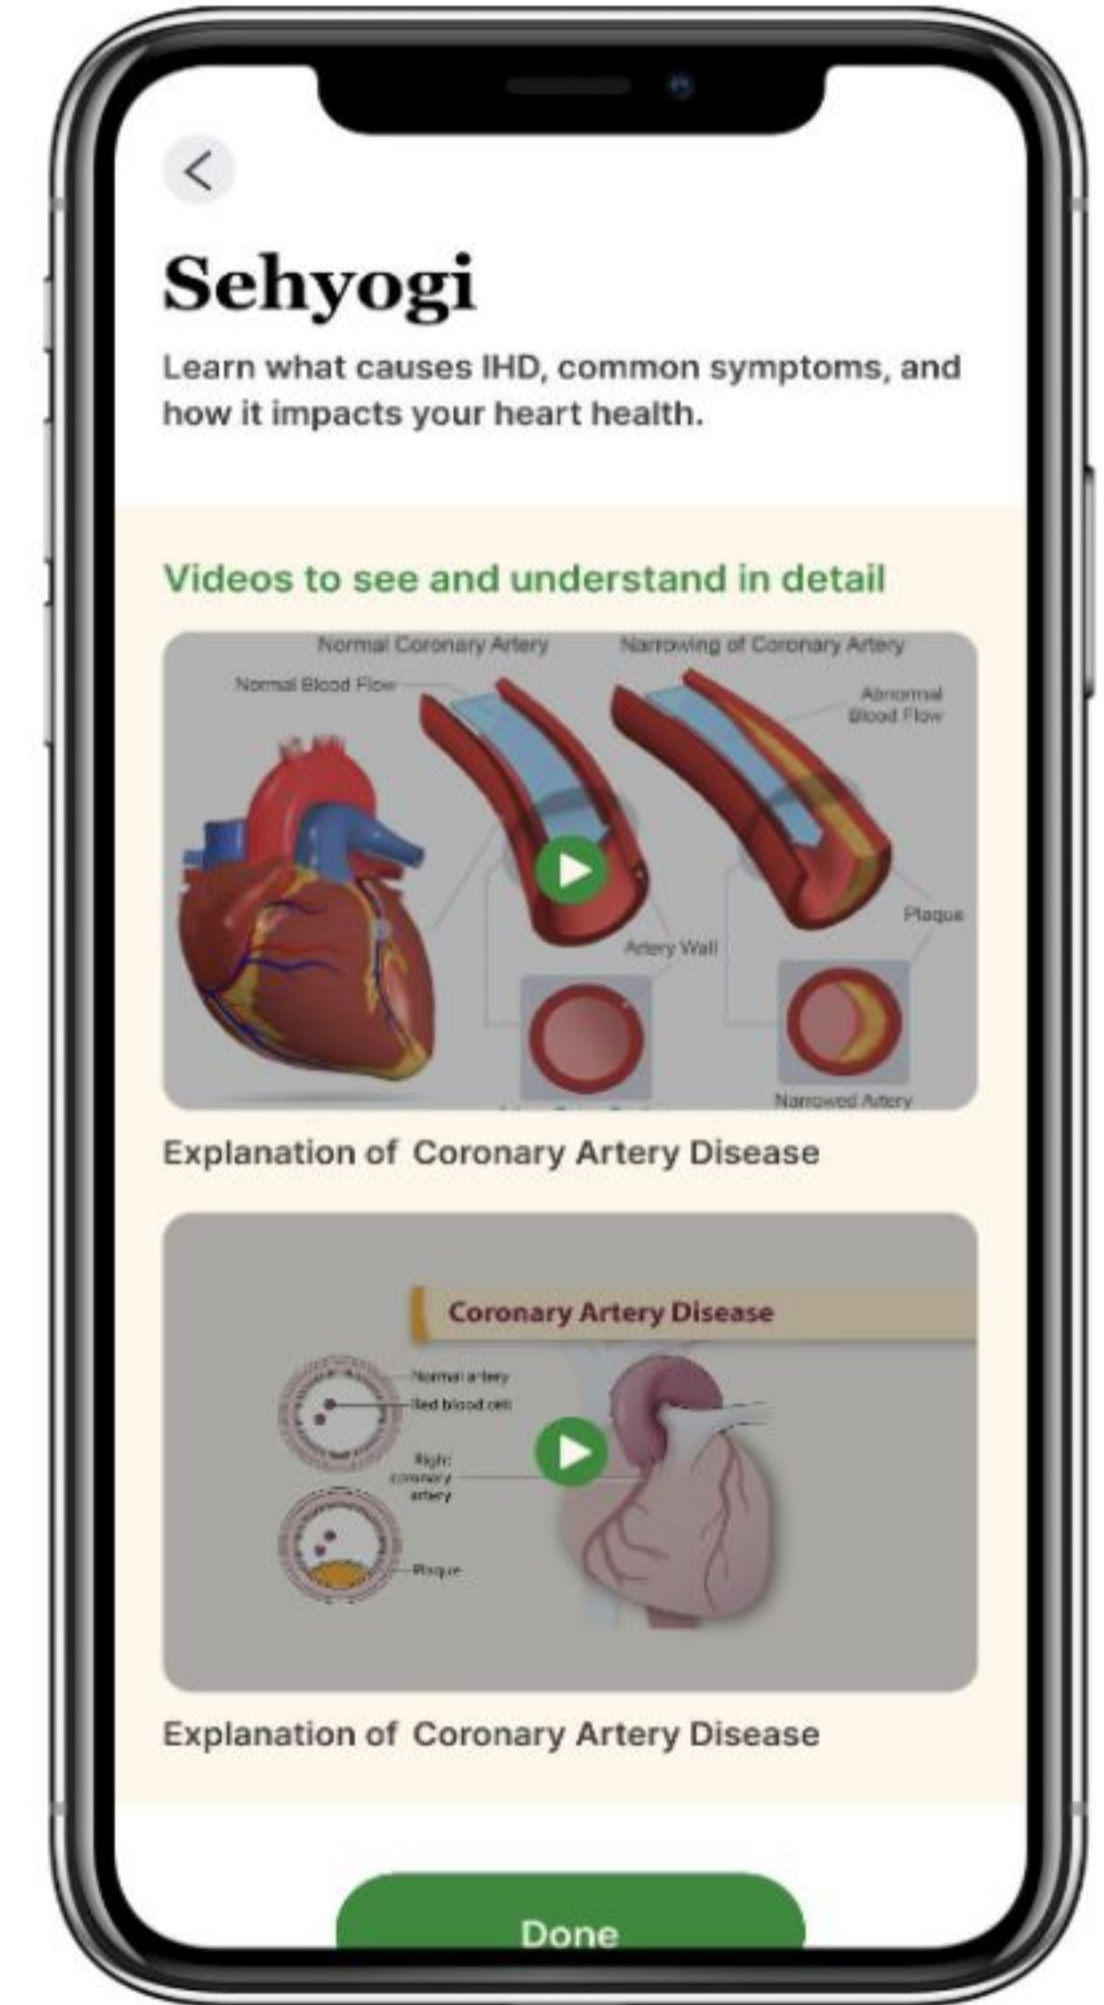 Sehyogi
Learn what causes IHD, common symptoms, and
how it impacts your heart health.
Videos to see and understand in detail
Normal Coronary Artery
Narrowing of Coronary Artery
Normal Blood Flow
Abnormal
Blood Flow
Plaque
Artery Wall
Narrowed Artery
Explanation of Coronary Artery Disease
Coronary Artery Disease
Normal artery
Red blood cell
Right
coronary
artery
Plaque
Explanation of Coronary Artery Disease
Done